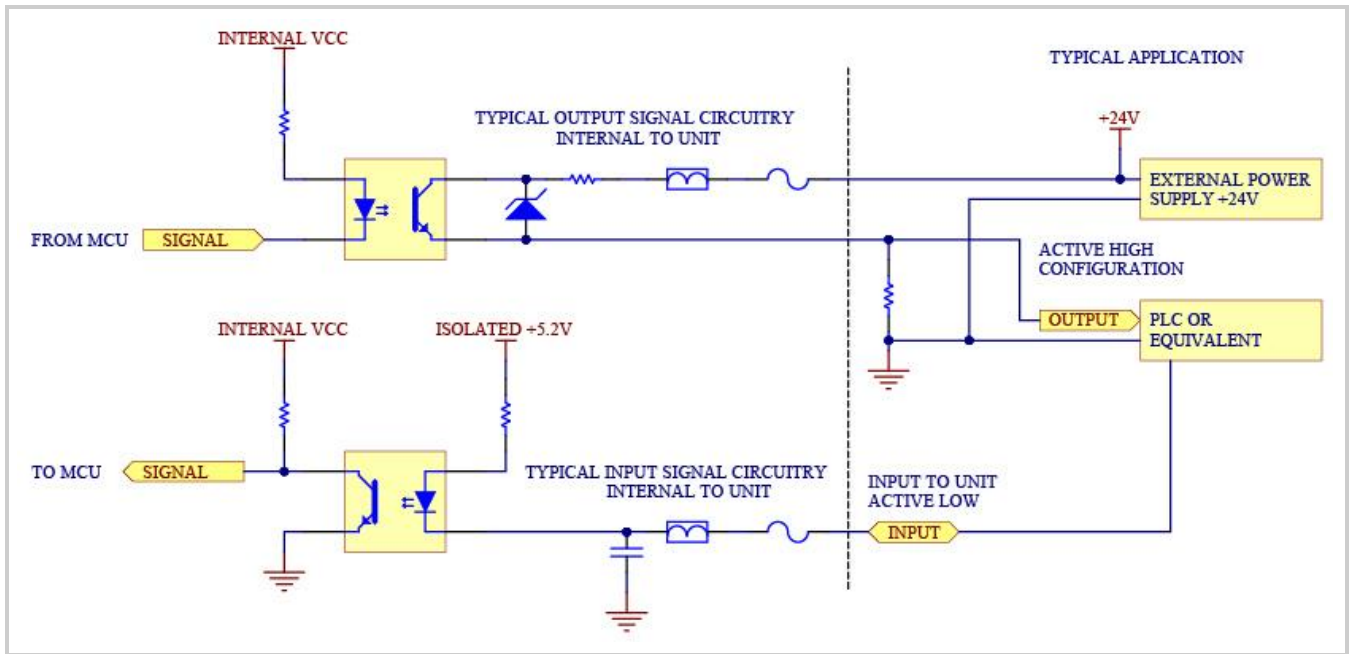 INTERNAL VCC
TYPICAL APPLICATION
TYPICAL OUTPUT SIGNAL CIRCUITRY
INTERNAL TO UNIT
+24V
EXTERNAL POWER
SUPPLY +24V
FROM MCU
SIGNAL
ACTIVE HIGH
CONFIGURATION
OUTPUT
PLC OR
EQUIVALENT
INTERNAL VCC
ISOLATED +5.2V
TO MCU
SIGNAL
TYPICAL INPUT SIGNAL CIRCUITRY
INTERNAL TO UNIT
INPUT TO UNIT
ACTIVE LOW
INPUT